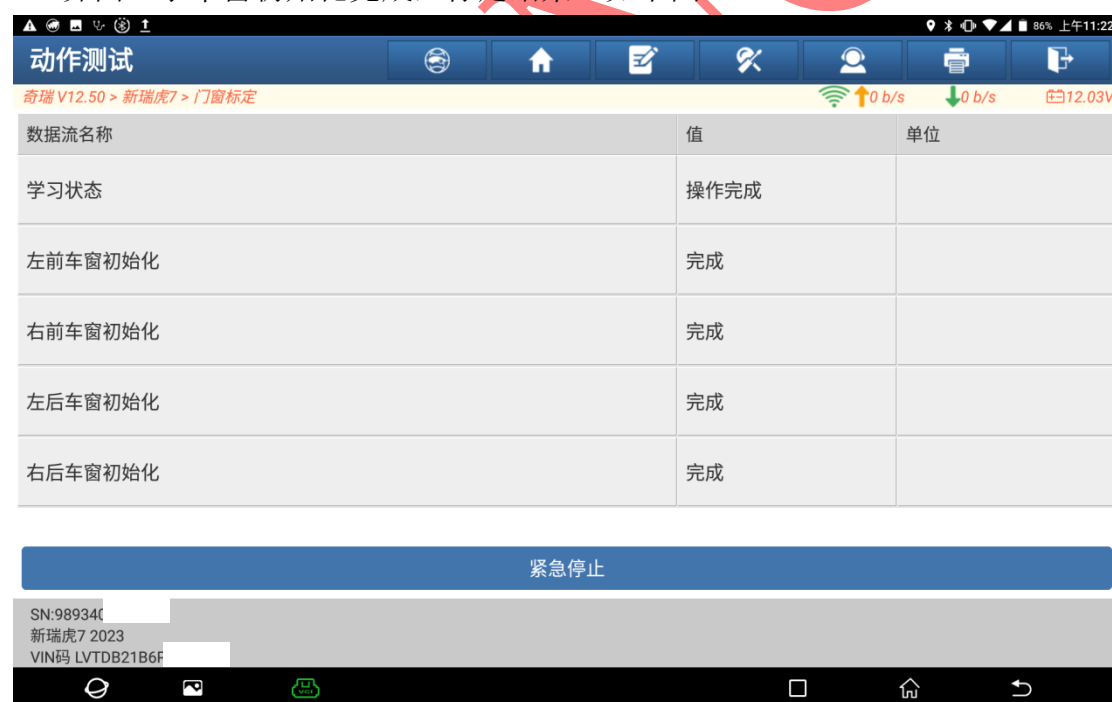 86% 上午11:22
动作测试
奇瑞 V12.50 > 新瑞虎7 > 门窗标定 0 b/s 0 b/s 12.03V
数据流名称 值 单位
学习状态 操作完成
左前车窗初始化 完成
右前车窗初始化 完成
左后车窗初始化 完成
右后车窗初始化 完成
紧急停止
SN:989340
新瑞虎7 2023
VIN码 LVTDB21B6P
VCI